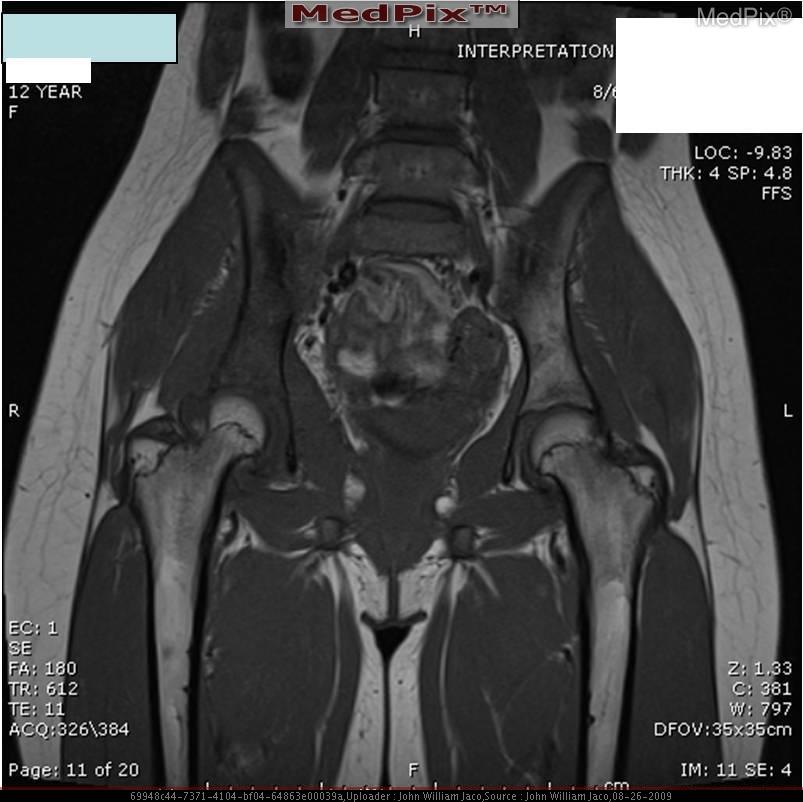 MedPix™
MedPix®
H
INTERPRETATION
12 YEAR
F
8/6
LOC: -9.83
THK: 4 SP: 4.8
FFS
R
L
EC: 1
SE
FA: 180
TR: 612
TE: 11
ACQ:326\384
Z: 1.33
C: 381
W: 797
DFOV:35x35cm
Page: 11 of 20
F
IM: 11 SE: 4
cm
69948c44-7371-4104-bf04-64863e00039a,Uploader : John William Jaco,Source : John William Jaco,08-26-2009